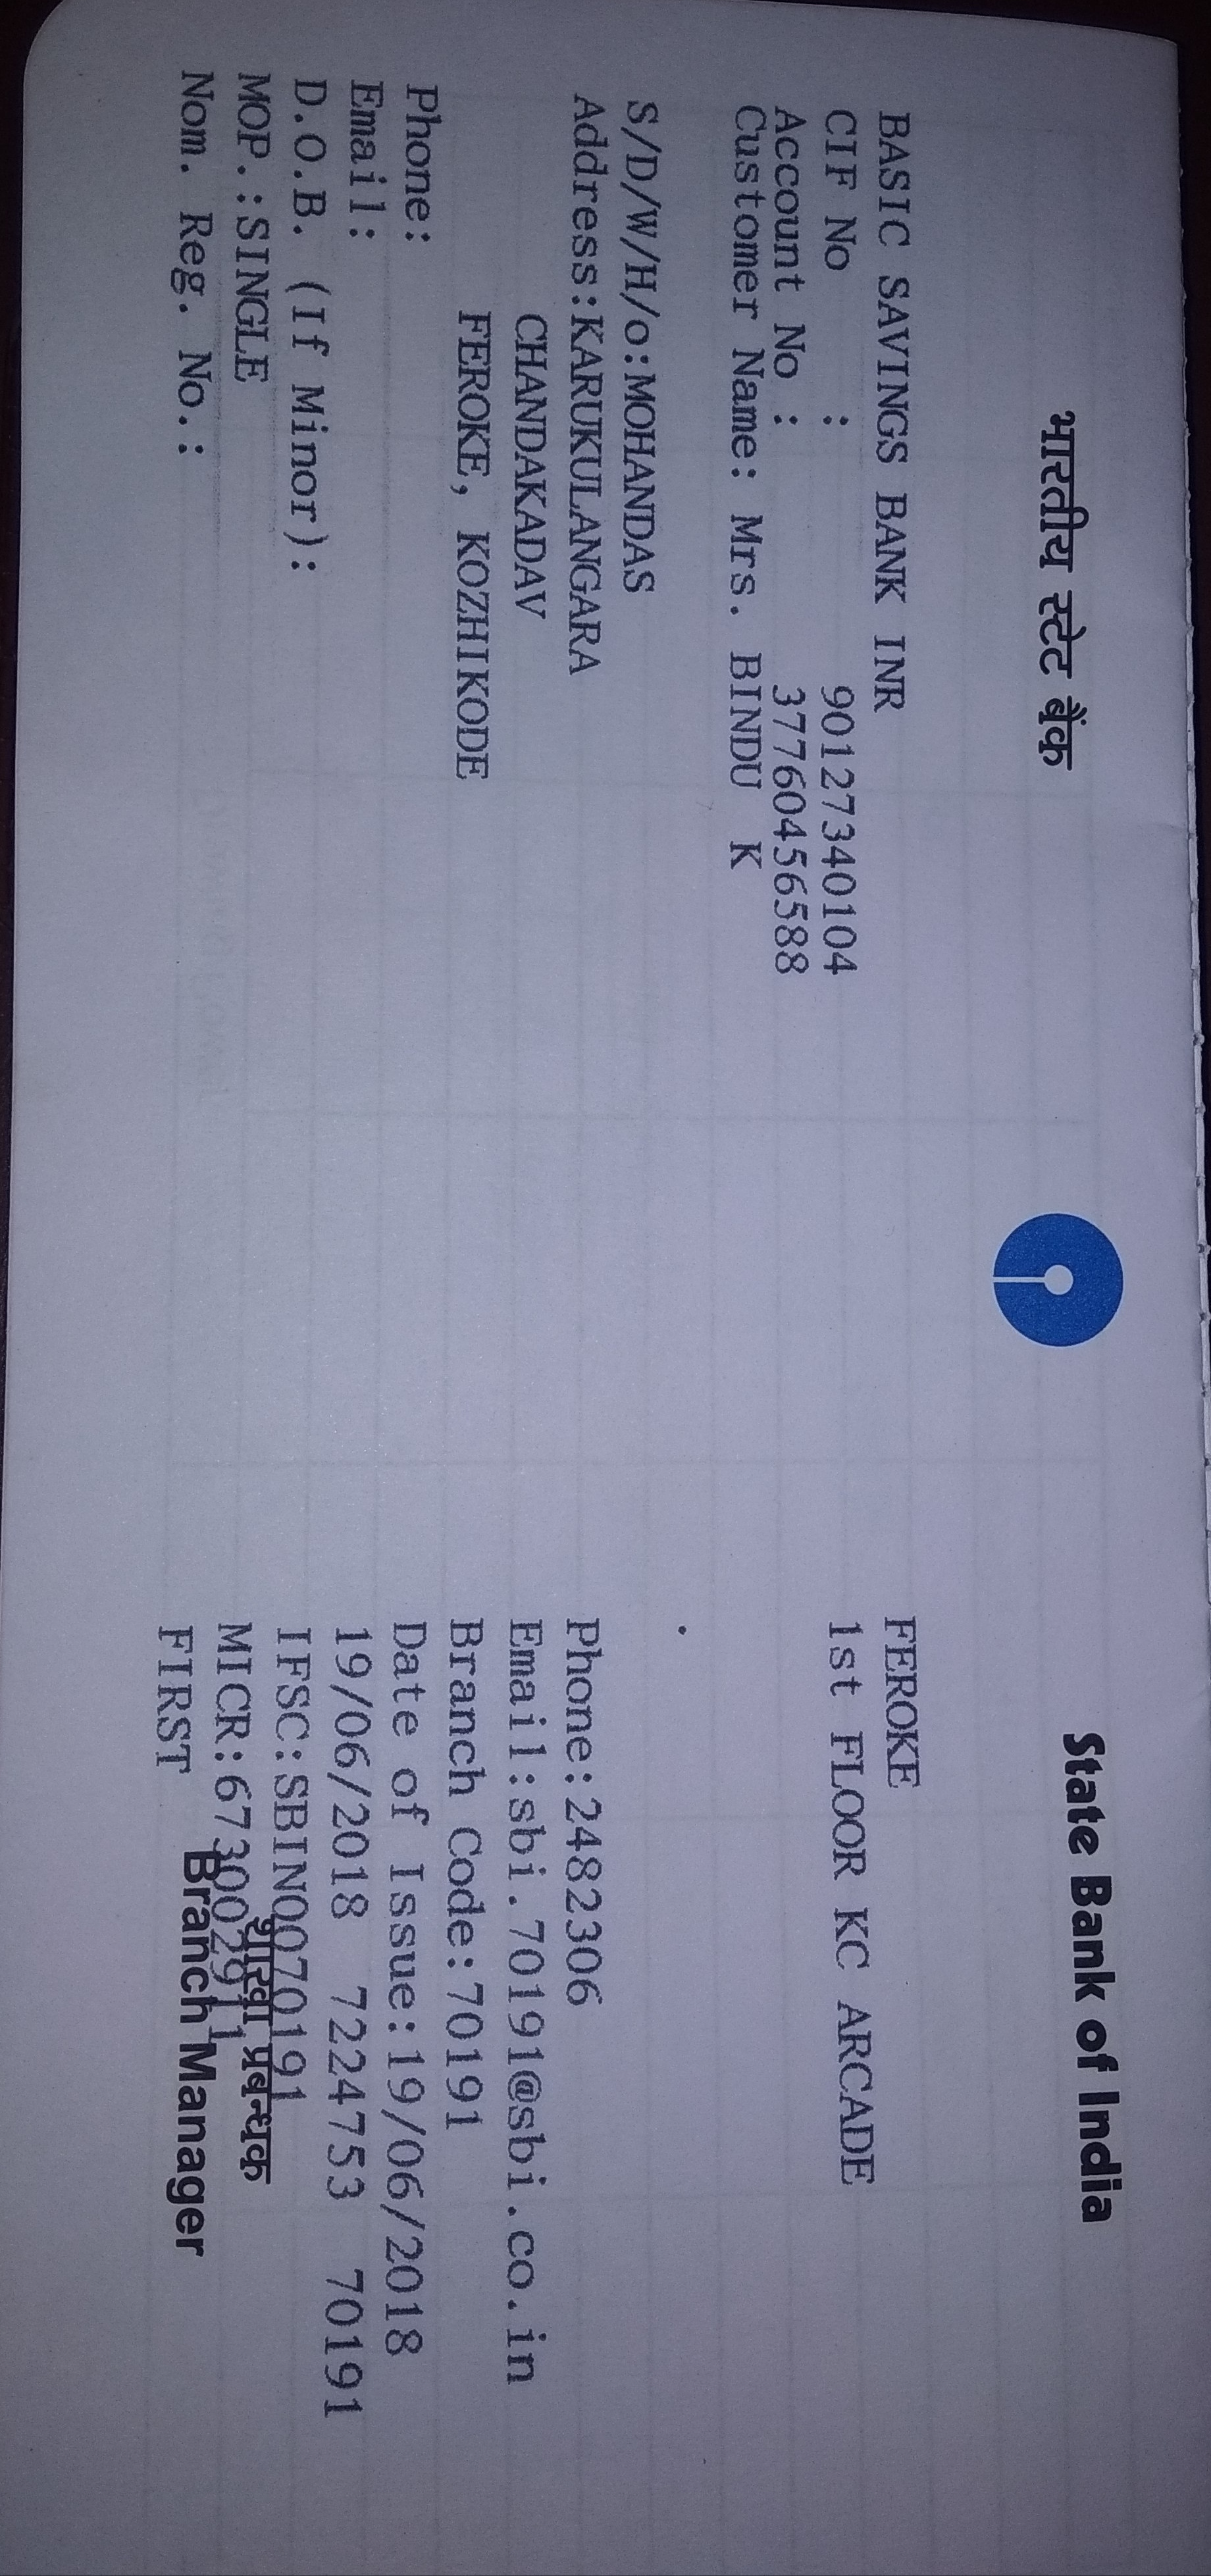 भारतीय स्टेट बैंक
State Bank of India
BASIC SAVINGS BANK INR
CIF No : 90127340104
Account No : 37760456588
Customer Name: Mrs. BINDU K
S/D/W/H/o:MOHANDAS
Address:KARUKULANGARA
CHANDAKADAV
FEROKE, KOZHIKODE
Phone:
Email:
D.O.B. (If Minor):
MOP.:SINGLE
Nom. Reg. No.:
FEROKE
1st FLOOR KC ARCADE
Phone:2482306
Email:sbi.70191@sbi.co.in
Branch Code:70191
Date of Issue:19/06/2018
19/06/2018 7224753 70191
IFSC:SBIN0070191
शाखा प्रबन्धक
MICR:673002911
Branch Manager
FIRST